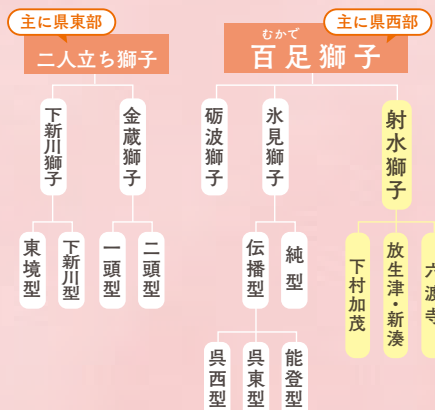 主に県東部
二人立ち獅子
下新川獅子
金蔵獅子
東境型
下新川型
一頭型
二頭型
主に県西部
むかで
百足獅子
砺波獅子
氷見獅子
射水獅子
伝播型
純型
呉西型
呉東型
能登型
下村加茂
放生津・新湊
六渡寺